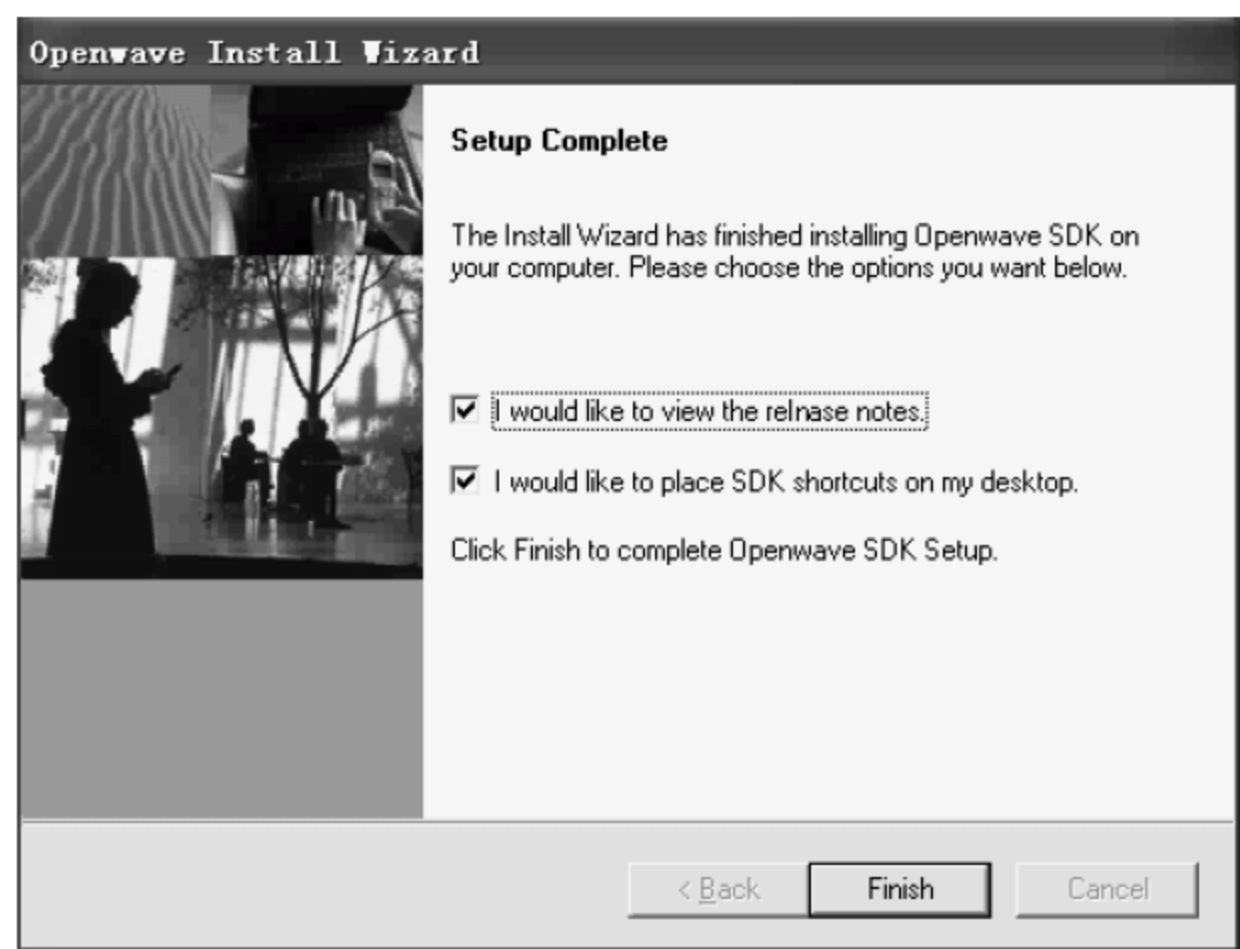 Openwave Install Wizard
Setup Complete
The Install Wizard has finished installing Openwave SDK on
your computer. Please choose the options you want below.
I would like to view the relnase notes.
I would like to place SDK shortcuts on my desktop.
Click Finish to complete Openwave SDK Setup.
< Back
Finish
Cancel